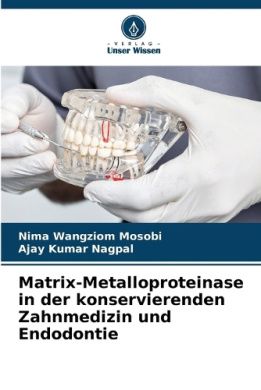 - VERLAG -
Unser Wissen
Nima Wangziom Mosobi
Ajay Kumar Nagpal
Matrix-Metalloproteinase
in der konservierenden
Zahnmedizin und
Endodontie